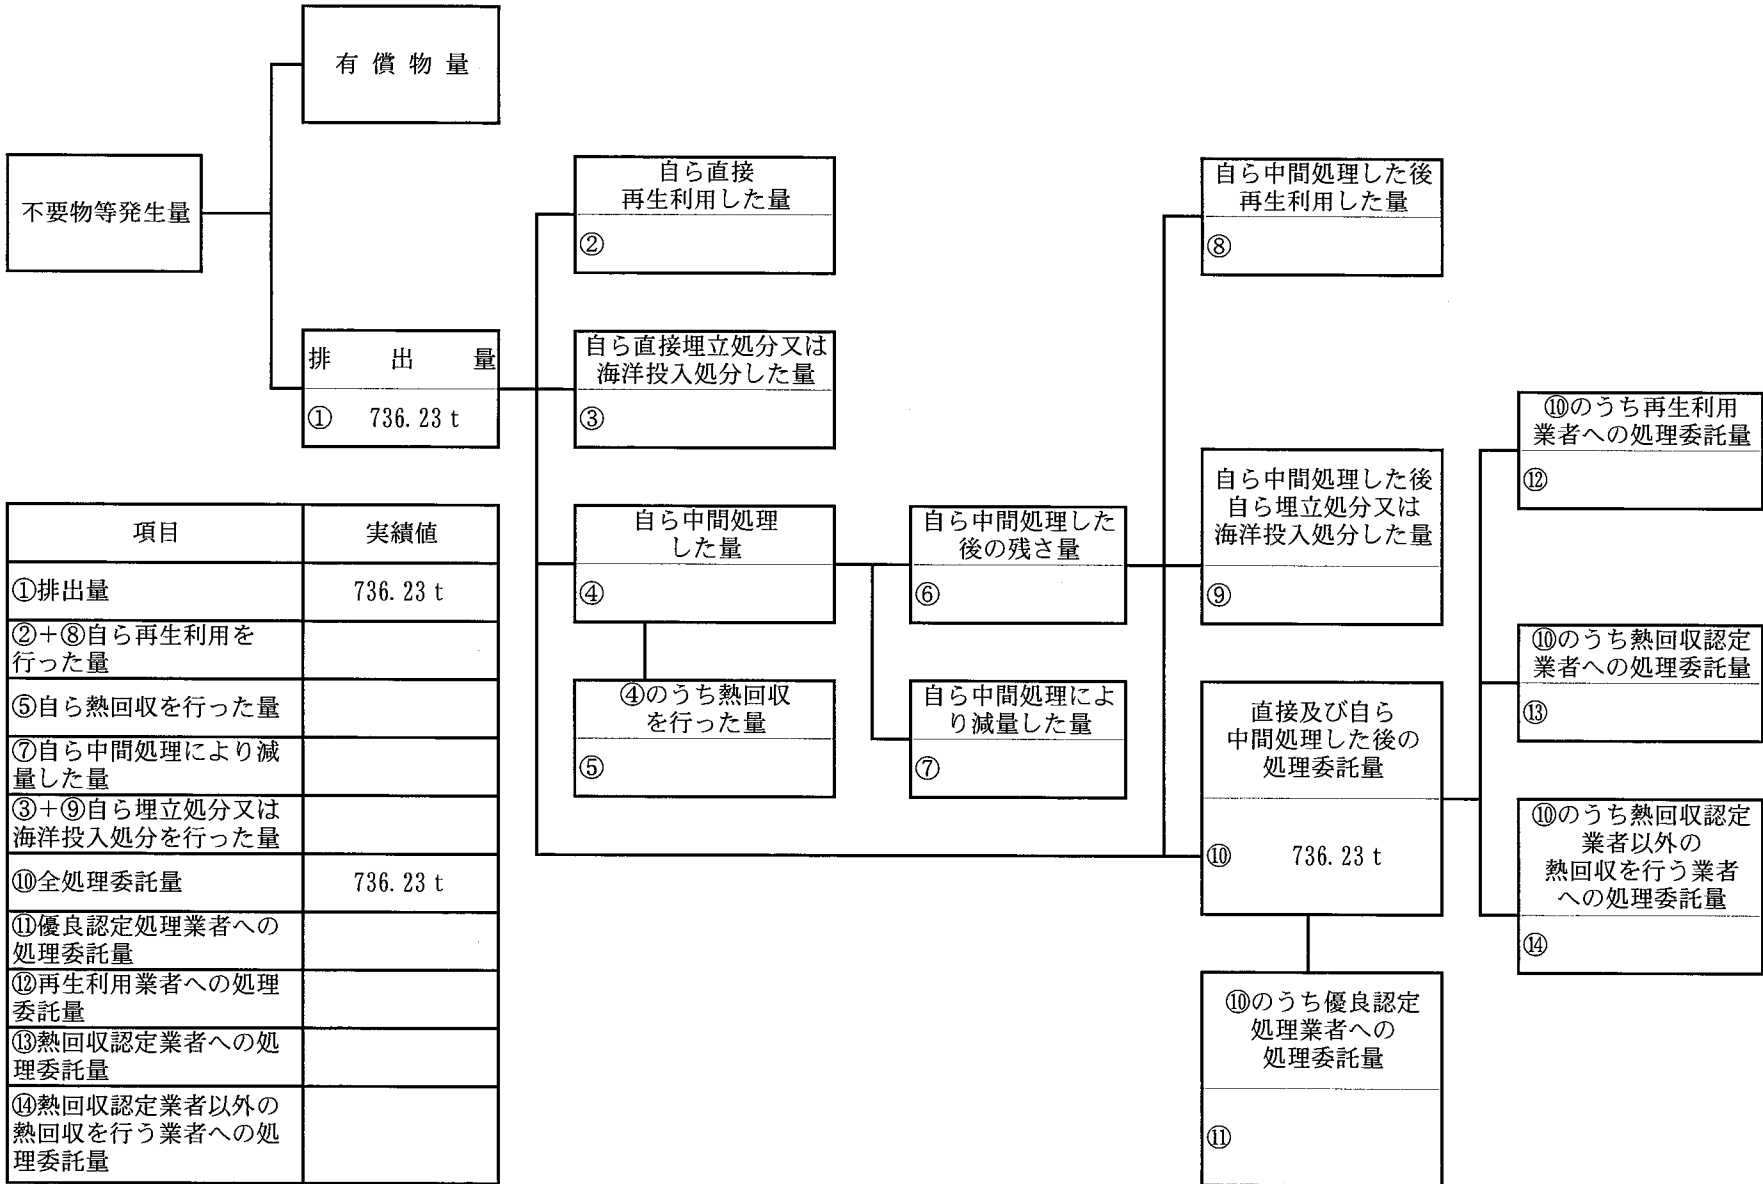 有償物量
不要物等発生量
排出量
① 736.23 t
自ら直接
再生利用した量
②
自ら直接埋立処分又は
海洋投入処分した量
③
自ら中間処理
した量
④
④のうち熱回収
を行った量
⑤
自ら中間処理した
後の残さ量
⑥
自ら中間処理によ
り減量した量
⑦
自ら中間処理した後
再生利用した量
⑧
自ら中間処理した後
自ら埋立処分又は
海洋投入処分した量
⑨
直接及び自ら
中間処理した後の
処理委託量
⑩ 736.23 t
⑩のうち優良認定
処理業者への
処理委託量
⑪
⑩のうち再生利用
業者への処理委託量
⑫
⑩のうち熱回収認定
業者への処理委託量
⑬
⑩のうち熱回収認定
業者以外の
熱回収を行う業者
への処理委託量
⑭
項目 実績値
①排出量 736.23 t
②+⑧自ら再生利用を
行った量
⑤自ら熱回収を行った量
⑦自ら中間処理により減
量した量
③+⑨自ら埋立処分又は
海洋投入処分を行った量
⑩全処理委託量 736.23 t
⑪優良認定処理業者への
処理委託量
⑫再生利用業者への処理
委託量
⑬熱回収認定業者への処
理委託量
⑭熱回収認定業者以外の
熱回収を行う業者への処
理委託量